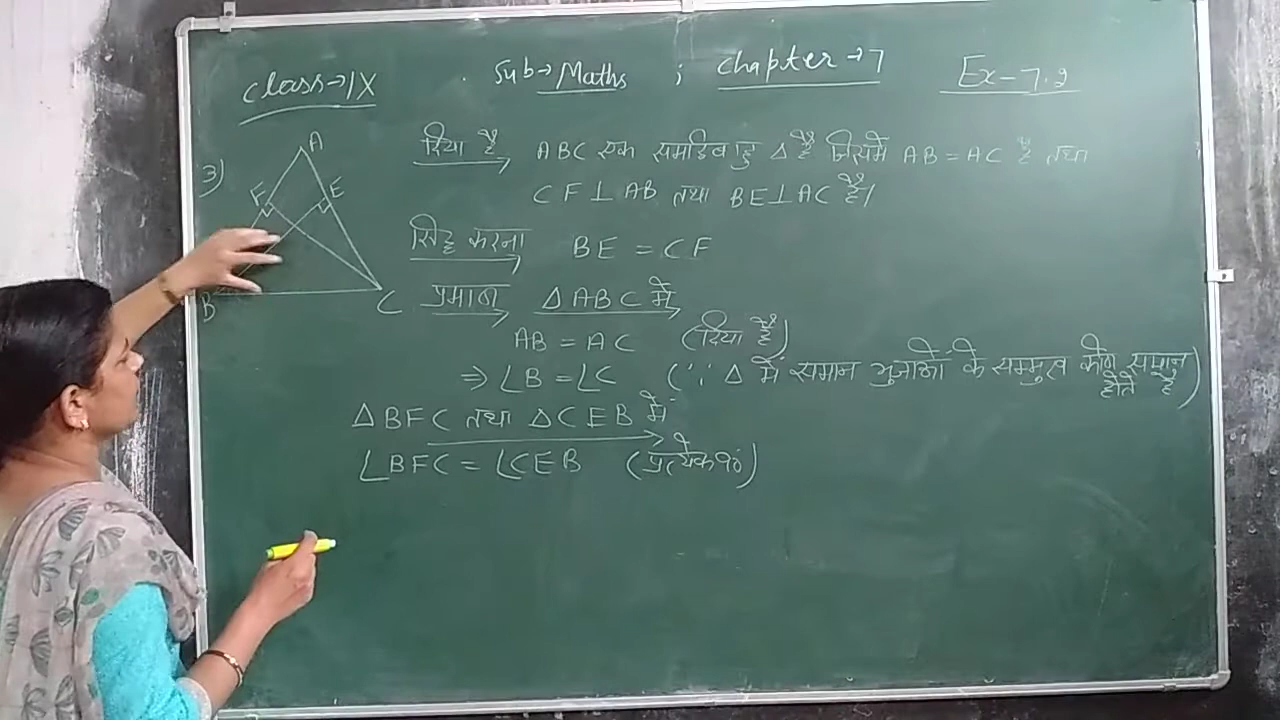 Class→IX Sub→Maths ; Chapter→7 Ex-7.2
3)
A
F E
B C
दिया है, ABC एक समद्विबाहु Δ है जिसमें AB = AC है तथा
CF⊥AB तथा BE⊥AC है।
सिद्ध करना, BE = CF
प्रमाण, ΔABC में,
AB = AC (दिया है)
⇒ ∠B = ∠C (∵ Δ में समान भुजाओं के सम्मुख कोण समान
होते है)
ΔBFC तथा ΔCEB में
∠BFC = ∠CEB (प्रत्येक 90°)